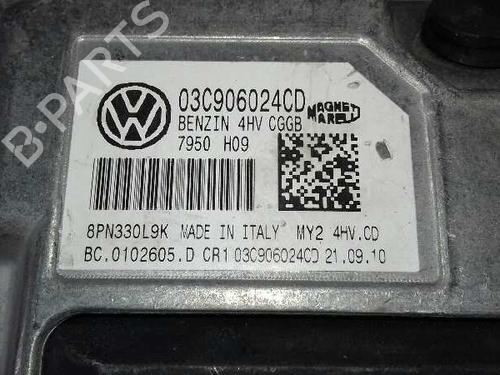 B-PARTS
03C906024CD
MAGNETI
MARELLI
BENZIN 4HV CGGB
7950 H09
8PN330L9K MADE IN ITALY MY2 4HV.CD
BC.0102605.D CR1 03C906024CD 21.09.10